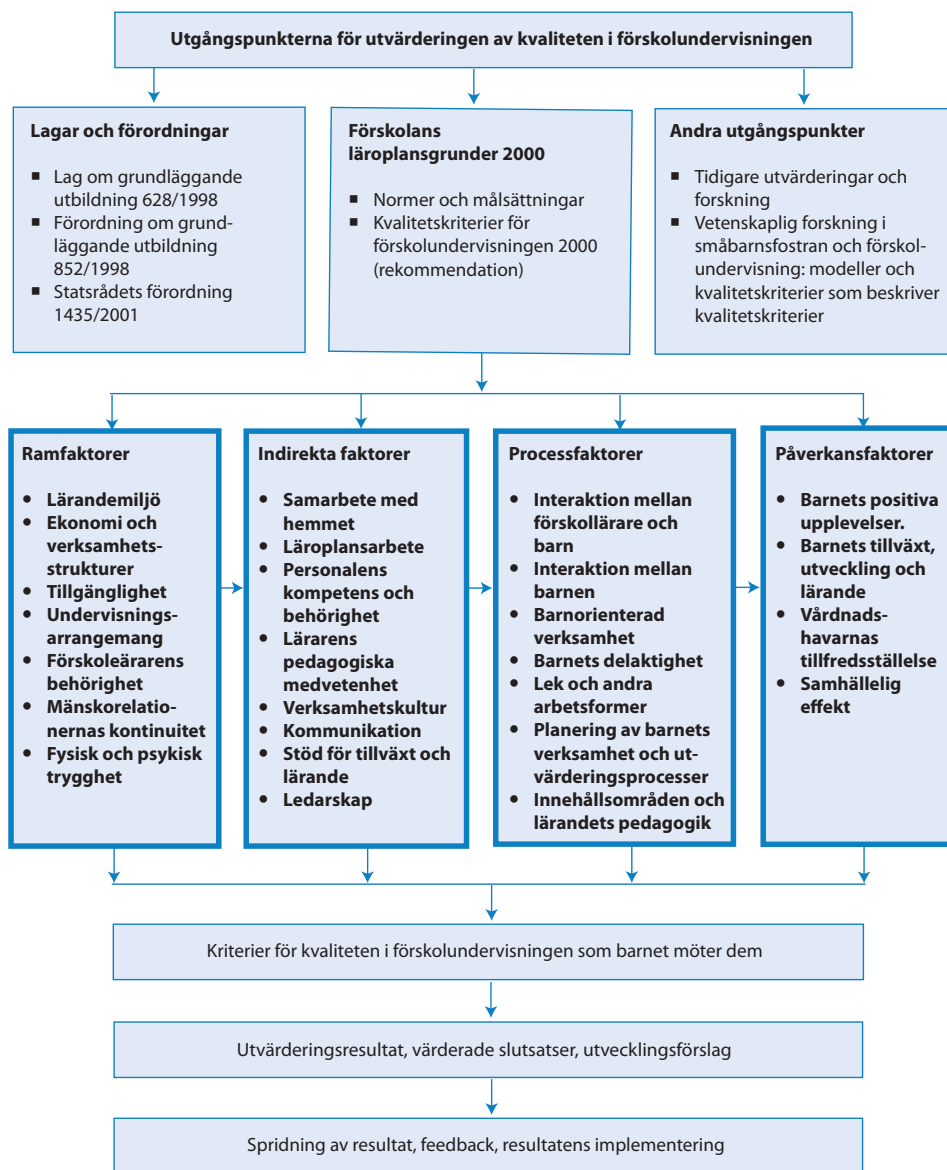 Utgångspunkterna för utvärderingen av kvaliteten i förskolundervisningen
Lagar och förordningar
■ Lag om grundläggande
utbildning 628/1998
■ Förordning om grund-
läggande utbildning
852/1998
■ Statsrådets förordning
1435/2001
Förskolans
läroplansgrunder 2000
■ Normer och målsättningar
■ Kvalitetskriterier för
förskolundervisningen 2000
(rekommendation)
Andra utgångspunkter
■ Tidigare utvärderingar och
forskning
■ Vetenskaplig forskning i
småbarnsfostran och förskol-
undervisning: modeller och
kvalitetskriterier som beskriver
kvalitetskriterier
Ramfaktorer
• Lärandemiljö
• Ekonomi och
verksamhets-
strukturer
• Tillgänglighet
• Undervisnings-
arrangemang
• Förskoleärarens
behörighet
• Mänskorelatio-
nernas kontinuitet
• Fysisk och psykisk
trygghet
Indirekta faktorer
• Samarbete med
hemmet
• Läroplansarbete
• Personalens
kompetens och
behörighet
• Lärarens
pedagogiska
medvetenhet
• Verksamhetskultur
• Kommunikation
• Stöd för tillväxt och
lärande
• Ledarskap
Processfaktorer
• Interaktion mellan
förskollärare och
barn
• Interaktion mellan
barnen
• Barnorienterad
verksamhet
• Barnets delaktighet
• Lek och andra
arbetsformer
• Planering av barnets
verksamhet och ut-
värderingsprocesser
• Innehållsområden och
lärandets pedagogik
Påverkansfaktorer
• Barnets positiva
upplevelser.
• Barnets tillväxt,
utveckling och
lärande
• Vårdnads-
havarnas
tillfredsställelse
• Samhällelig
effekt
Kriterier för kvaliteten i förskolundervisningen som barnet möter dem
Utvärderingsresultat, värderade slutsatser, utvecklingsförslag
Spridning av resultat, feedback, resultatens implementering